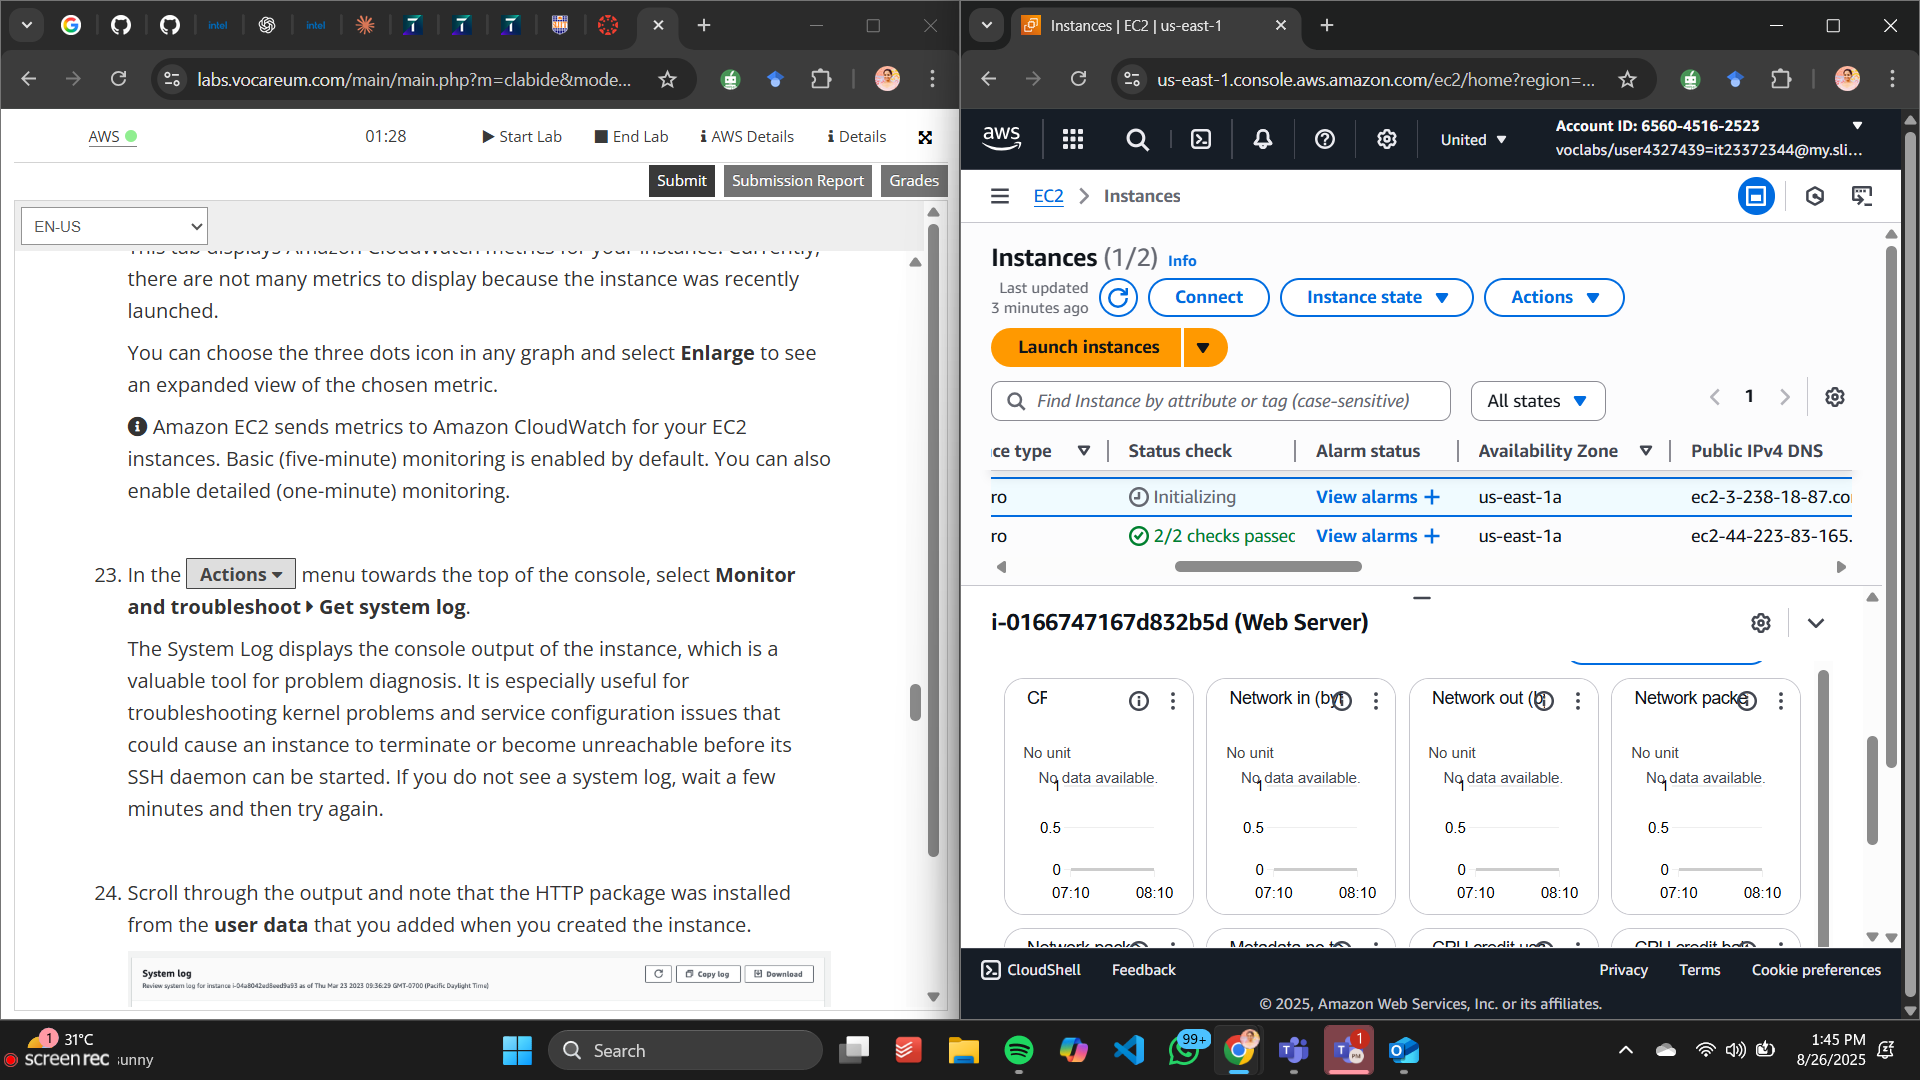 intel
intel
labs.vocareum.com/main/main.php?m=clabide&mode...
AWS
01:28
Start Lab
End Lab
AWS Details
Details
Submit
Submission Report
Grades
EN-US
This tab displays Amazon CloudWatch metrics for your instance. Currently,
there are not many metrics to display because the instance was recently
launched.
You can choose the three dots icon in any graph and select Enlarge to see
an expanded view of the chosen metric.
Amazon EC2 sends metrics to Amazon CloudWatch for your EC2
instances. Basic (five-minute) monitoring is enabled by default. You can also
enable detailed (one-minute) monitoring.
23. In the Actions menu towards the top of the console, select Monitor
and troubleshoot Get system log.
The System Log displays the console output of the instance, which is a
valuable tool for problem diagnosis. It is especially useful for
troubleshooting kernel problems and service configuration issues that
could cause an instance to terminate or become unreachable before its
SSH daemon can be started. If you do not see a system log, wait a few
minutes and then try again.
24. Scroll through the output and note that the HTTP package was installed
from the user data that you added when you created the instance.
System log
Copy log
Download
Review system log for instance i-04a8042ed8eed9a93 as of Thu Mar 23 2023 09:36:29 GMT-0700 (Pacific Daylight Time)
Instances | EC2 | us-east-1
us-east-1.console.aws.amazon.com/ec2/home?region=...
aws
United
Account ID: 6560-4516-2523
voclabs/user4327439=it23372344@my.sli...
EC2
Instances
Instances (1/2) Info
Last updated
3 minutes ago
Connect
Instance state
Actions
Launch instances
Find Instance by attribute or tag (case-sensitive)
All states
1
ce type
Status check
Alarm status
Availability Zone
Public IPv4 DNS
ro
Initializing
View alarms +
us-east-1a
ec2-3-238-18-87.co
ro
2/2 checks passec
View alarms +
us-east-1a
ec2-44-223-83-165.
i-0166747167d832b5d (Web Server)
CF
Network in (by
Network out (b
Network packe
No unit
No unit
No unit
No unit
No data available.
No data available.
No data available.
No data available.
1
1
1
1
0.5
0.5
0.5
0.5
0
0
0
0
07:10 08:10
07:10 08:10
07:10 08:10
07:10 08:10
Network pack
Metadata no t
CPU credit us
CPU credit ba
CloudShell
Feedback
Privacy
Terms
Cookie preferences
© 2025, Amazon Web Services, Inc. or its affiliates.
1
31°C
screenrec
sunny
Search
99+
1
1:45 PM
8/26/2025